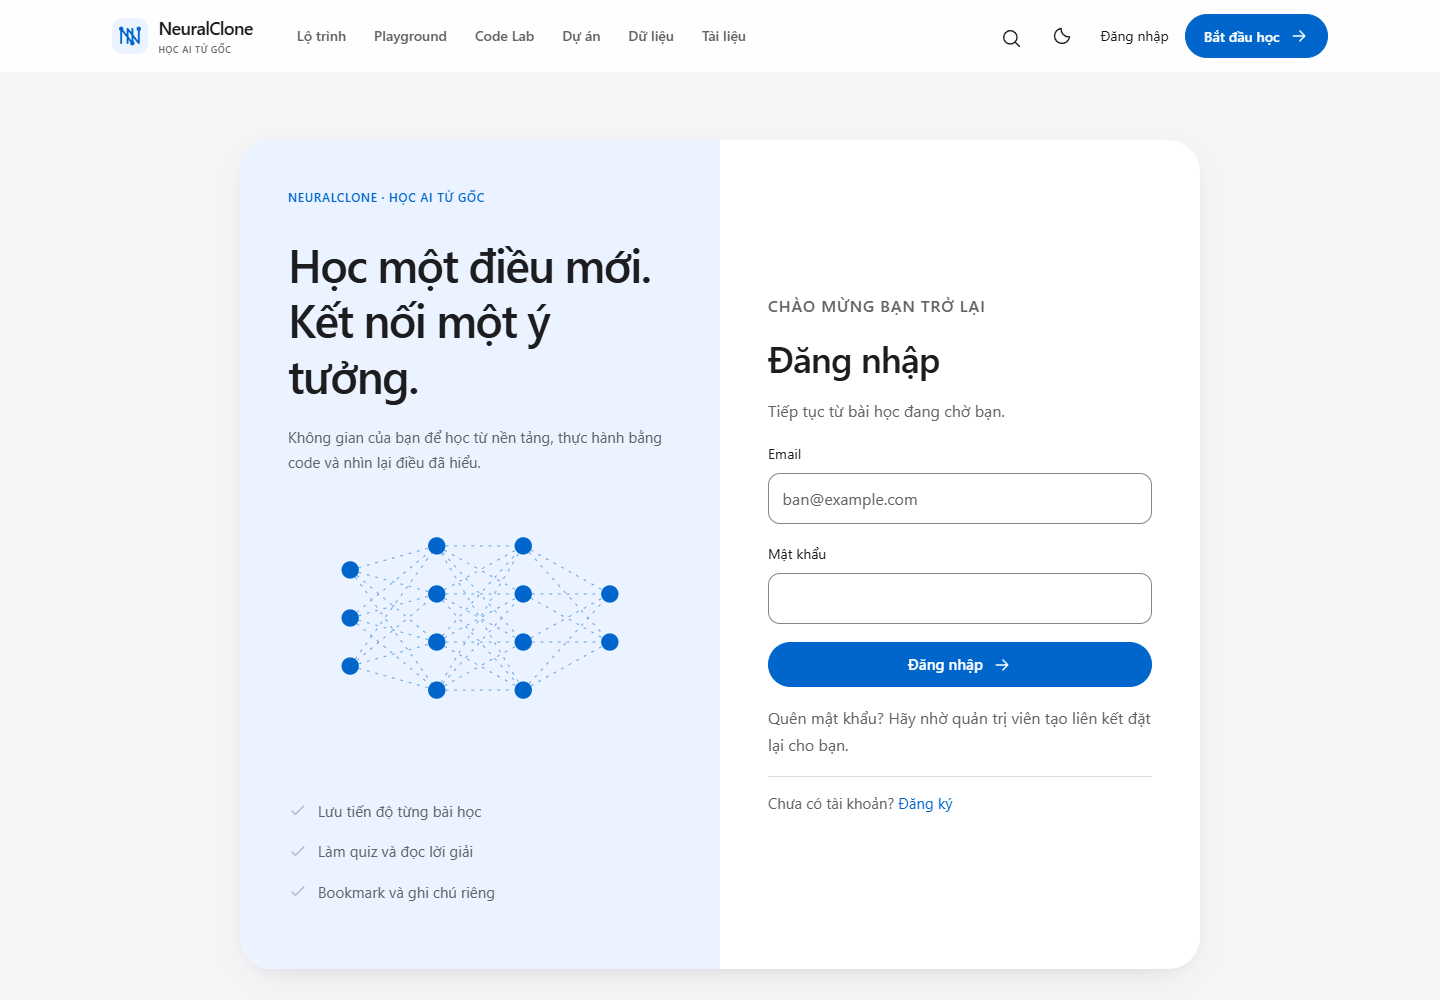 NeuralClone
HỌC AI TỪ GỐC
Lộ trình
Playground
Code Lab
Dự án
Dữ liệu
Tài liệu
Đăng nhập
Bắt đầu học
NEURALCLONE · HỌC AI TỪ GỐC
Học một điều mới.
Kết nối một ý
tưởng.
Không gian của bạn để học từ nền tảng, thực hành bằng
code và nhìn lại điều đã hiểu.
Lưu tiến độ từng bài học
Làm quiz và đọc lời giải
Bookmark và ghi chú riêng
CHÀO MỪNG BẠN TRỞ LẠI
Đăng nhập
Tiếp tục từ bài học đang chờ bạn.
Email
ban@example.com
Mật khẩu
Đăng nhập
Quên mật khẩu? Hãy nhờ quản trị viên tạo liên kết đặt
lại cho bạn.
Chưa có tài khoản? Đăng ký